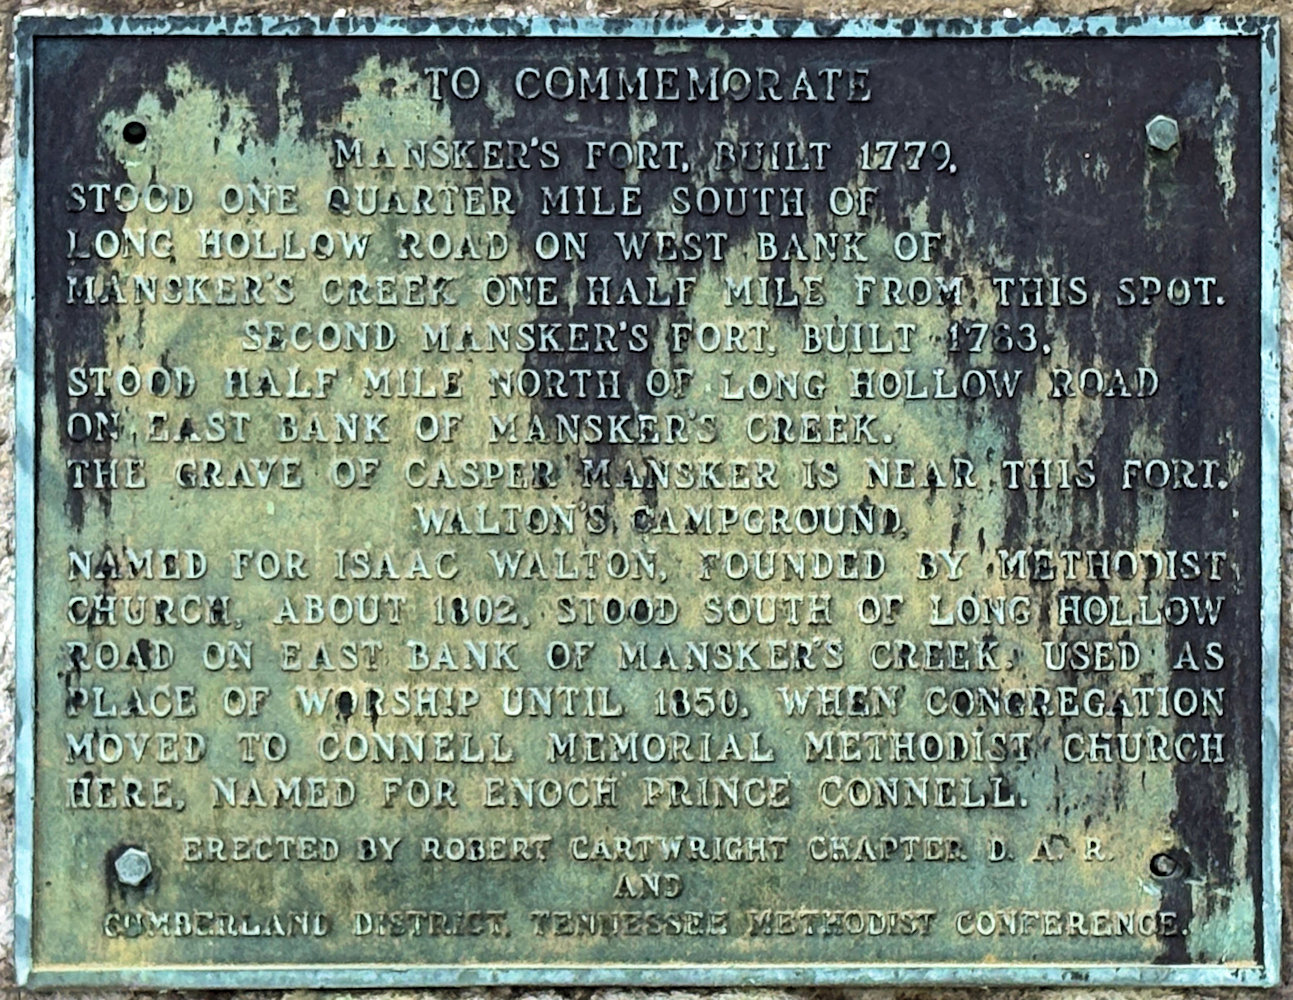 TO COMMEMORATE
MANSKER'S FORT, BUILT 1779,
STOOD ONE QUARTER MILE SOUTH OF
LONG HOLLOW ROAD ON WEST BANK OF
MANSKER'S CREEK ONE HALF MILE FROM THIS SPOT.
SECOND MANSKER'S FORT, BUILT 1783,
STOOD HALF MILE NORTH OF LONG HOLLOW ROAD
ON EAST BANK OF MANSKER'S CREEK.
THE GRAVE OF CASPER MANSKER IS NEAR THIS FORT.
WALTON'S CAMPGROUND,
NAMED FOR ISAAC WALTON, FOUNDED BY METHODIST
CHURCH, ABOUT 1802, STOOD SOUTH OF LONG HOLLOW
ROAD ON EAST BANK OF MANSKER'S CREEK, USED AS
PLACE OF WORSHIP UNTIL 1850, WHEN CONGREGATION
MOVED TO CONNELL MEMORIAL METHODIST CHURCH
HERE, NAMED FOR ENOCH PRINCE CONNELL.
ERECTED BY ROBERT CARTWRIGHT CHAPTER D. A. R.
AND
CUMBERLAND DISTRICT, TENNESSEE METHODIST CONFERENCE.